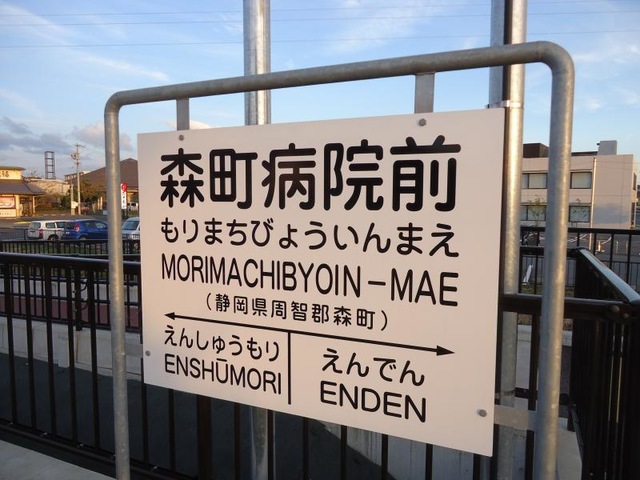 森町病院前
もりまちびょういんまえ
MORIMACHIBYOIN-MAE
(静岡県周智郡森町)
えんしゅうもり
ENSHŪMORI
えんでん
ENDEN